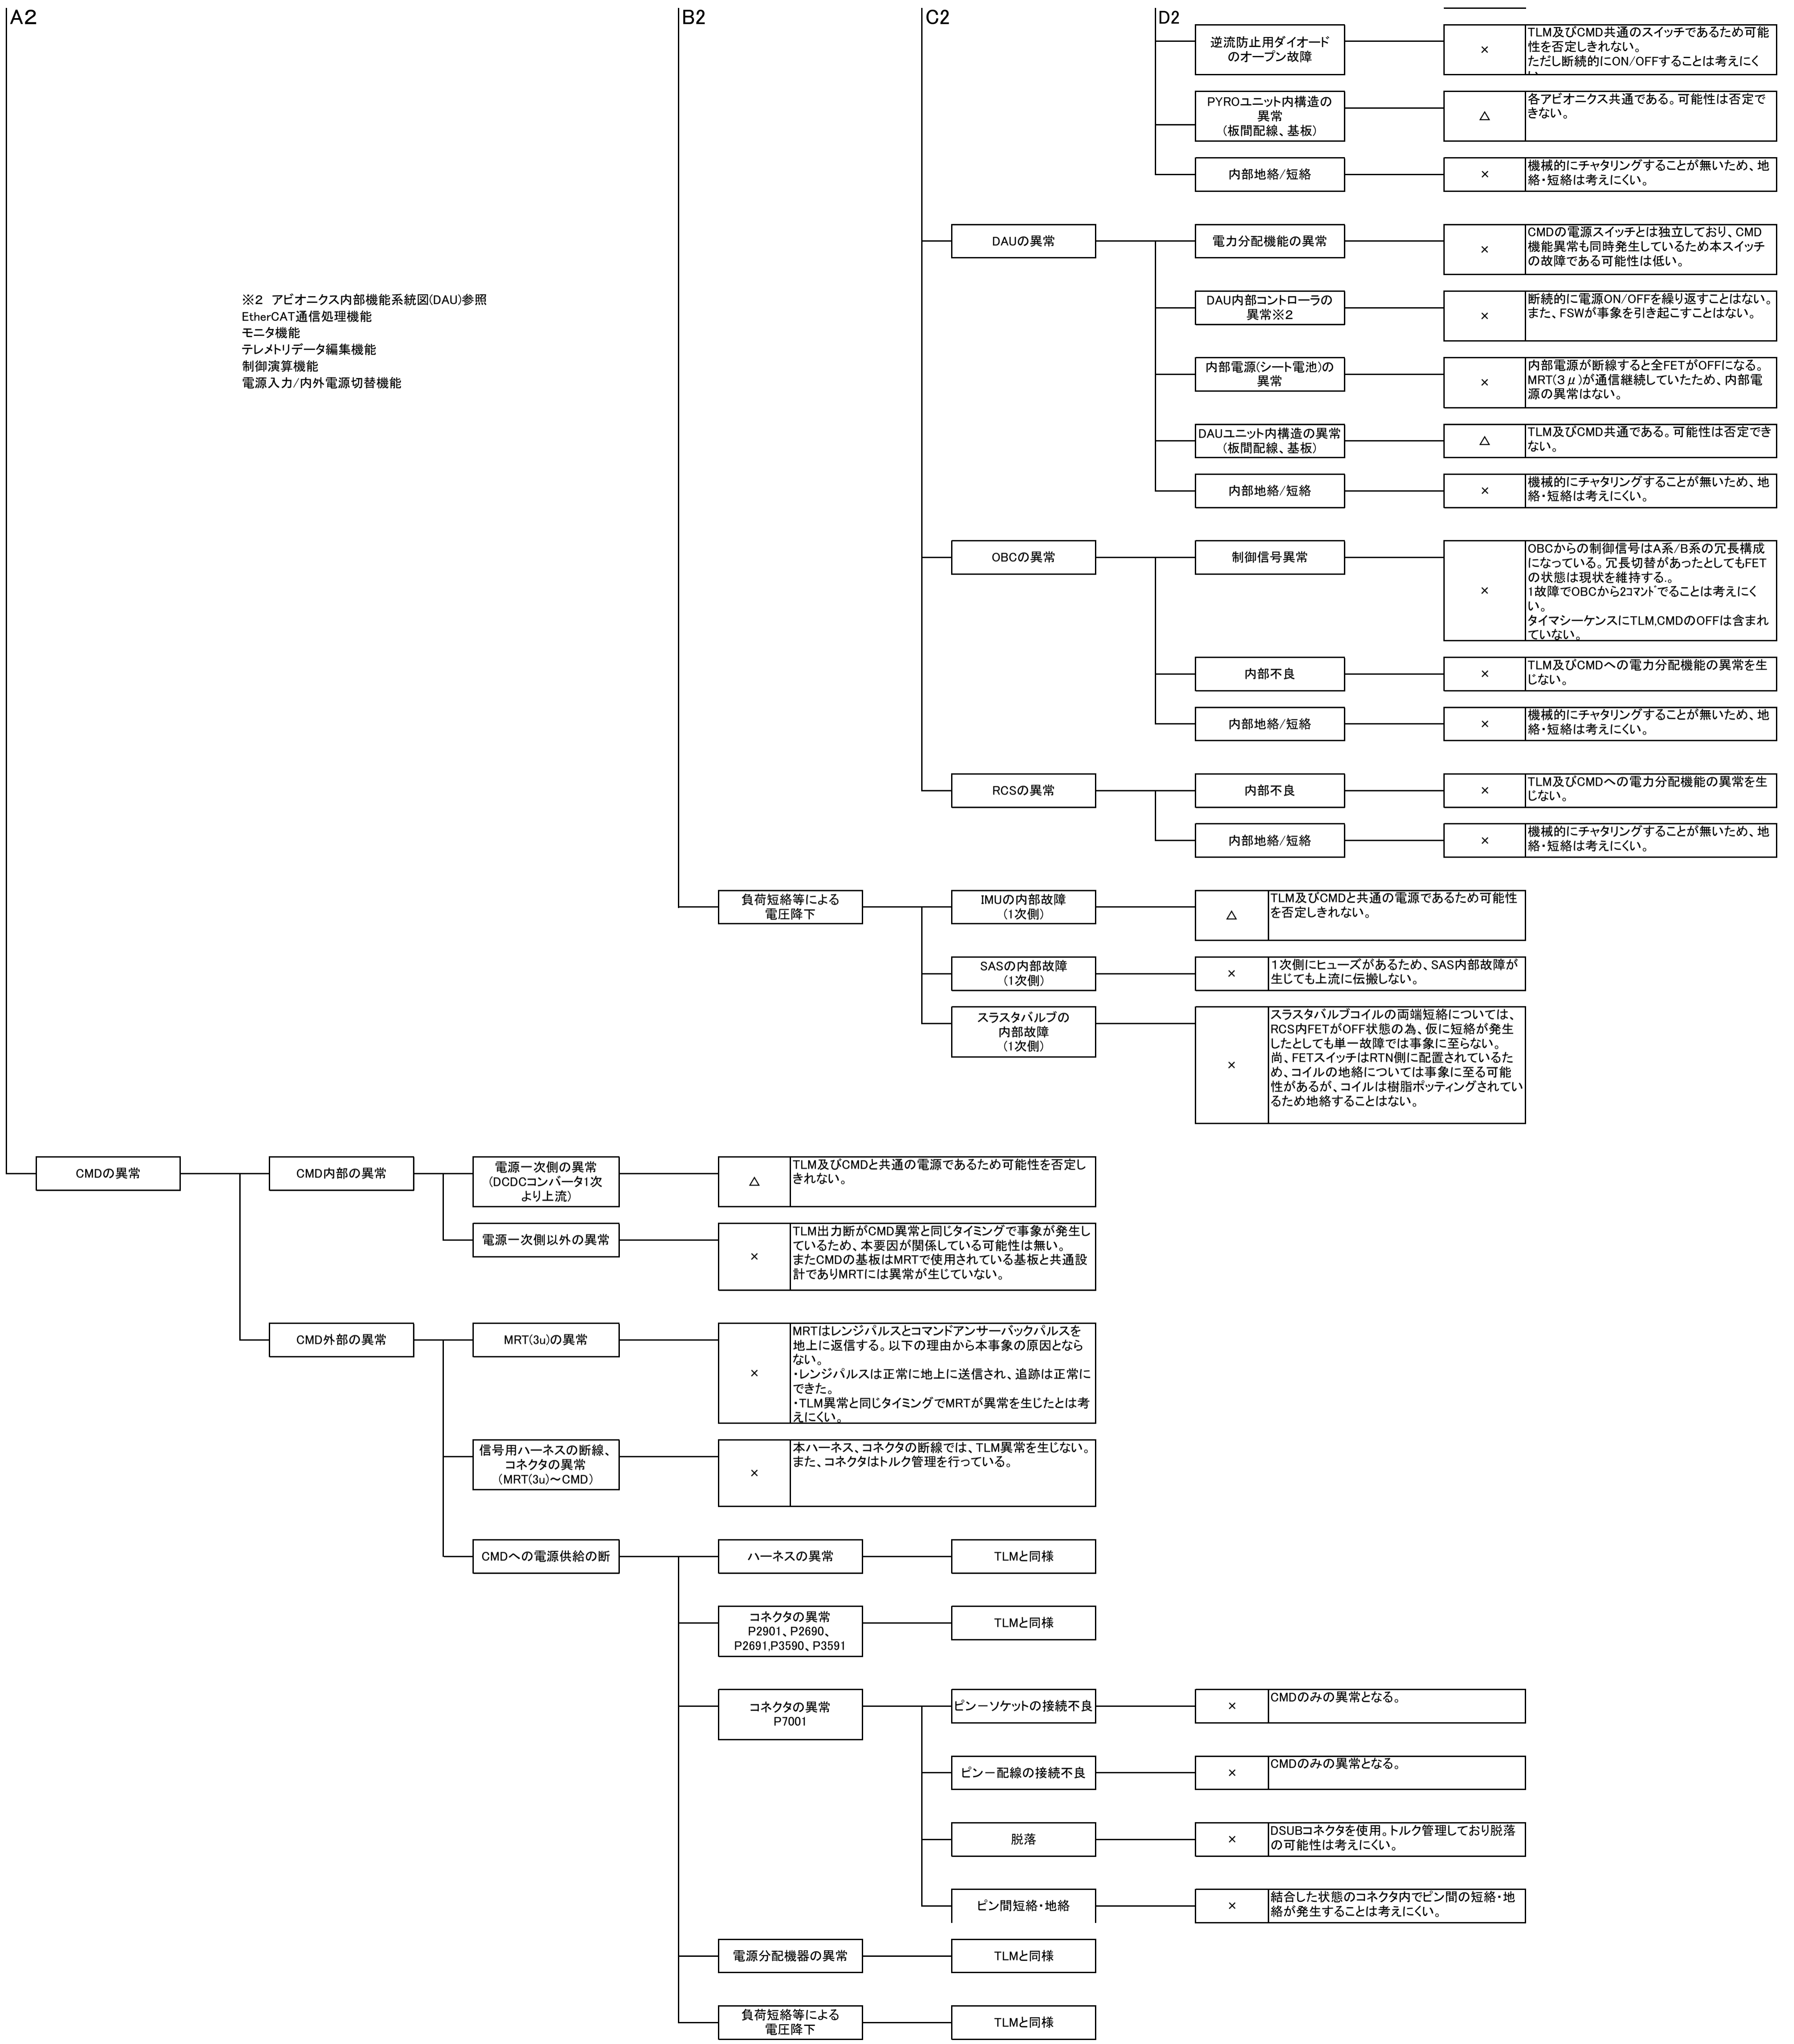 A2
B2
C2
D2
逆流防止用ダイオード
のオープン故障
×
TLM及びCMD共通のスイッチであるため可能
性を否定しきれない。
ただし断続的にON/OFFすることは考えにく
PYROユニット内構造の
異常
(板間配線、基板)
△
各アビオニクス共通である。可能性は否定で
きない。
内部地絡/短絡
×
機械的にチャタリングすることが無いため、地
絡・短絡は考えにくい。
DAUの異常
電力分配機能の異常
×
CMDの電源スイッチとは独立しており、CMD
機能異常も同時発生しているため本スイッチ
の故障である可能性は低い。
※2　アビオニクス内部機能系統図(DAU)参照
EtherCAT通信処理機能
モニタ機能
テレメトリデータ編集機能
制御演算機能
電源入力/内外電源切替機能
DAU内部コントローラの
異常※2
×
断続的に電源ON/OFFを繰り返すことはない。
また、FSWが事象を引き起こすことはない。
内部電源(シート電池)の
異常
×
内部電源が断線すると全FETがOFFになる。
MRT(3μ)が通信継続していたため、内部電
源の異常はない。
DAUユニット内構造の異常
(板間配線、基板)
△
TLM及びCMD共通である。可能性は否定でき
ない。
内部地絡/短絡
×
機械的にチャタリングすることが無いため、地
絡・短絡は考えにくい。
OBCの異常
制御信号異常
×
OBCからの制御信号はA系/B系の冗長構成
になっている。冗長切替があったとしてもFET
の状態は現状を維持する.。
1故障でOBCから2ｺﾏﾝﾄﾞでることは考えにく
い。
タイマシーケンスにTLM,CMDのOFFは含まれ
ていない。
内部不良
×
TLM及びCMDへの電力分配機能の異常を生
じない。
内部地絡/短絡
×
機械的にチャタリングすることが無いため、地
絡・短絡は考えにくい。
RCSの異常
内部不良
×
TLM及びCMDへの電力分配機能の異常を生
じない。
内部地絡/短絡
×
機械的にチャタリングすることが無いため、地
絡・短絡は考えにくい。
負荷短絡等による
電圧降下
IMUの内部故障
(1次側)
△
TLM及びCMDと共通の電源であるため可能性
を否定しきれない。
SASの内部故障
(1次側)
×
1次側にヒューズがあるため、SAS内部故障が
生じても上流に伝搬しない。
スラスタバルブの
内部故障
(1次側)
×
スラスタバルブコイルの両端短絡については、
RCS内FETがOFF状態の為、仮に短絡が発生
したとしても単一故障では事象に至らない。
尚、FETスイッチはRTN側に配置されているた
め、コイルの地絡については事象に至る可能
性があるが、コイルは樹脂ポッティングされてい
るため地絡することはない。
CMDの異常
CMD内部の異常
電源一次側の異常
(DCDCコンバータ1次
より上流)
△
TLM及びCMDと共通の電源であるため可能性を否定し
きれない。
電源一次側以外の異常
×
TLM出力断がCMD異常と同じタイミングで事象が発生し
ているため、本要因が関係している可能性は無い。
またCMDの基板はMRTで使用されている基板と共通設
計でありMRTには異常が生じていない。
CMD外部の異常
MRT(3u)の異常
×
MRTはレンジパルスとコマンドアンサーバックパルスを
地上に返信する。以下の理由から本事象の原因となら
ない。
・レンジパルスは正常に地上に送信され、追跡は正常に
できた。
・TLM異常と同じタイミングでMRTが異常を生じたとは考
えにくい。
信号用ハーネスの断線、
コネクタの異常
(MRT(3u)～CMD)
×
本ハーネス、コネクタの断線では、TLM異常を生じない。
また、コネクタはトルク管理を行っている。
CMDへの電源供給の断
ハーネスの異常
TLMと同様
コネクタの異常
P2901、P2690、
P2691,P3590、P3591
TLMと同様
コネクタの異常
P7001
ピン－ソケットの接続不良
×
CMDのみの異常となる。
ピン－配線の接続不良
×
CMDのみの異常となる。
脱落
×
DSUBコネクタを使用。トルク管理しており脱落
の可能性は考えにくい。
ピン間短絡・地絡
×
結合した状態のコネクタ内でピン間の短絡・地
絡が発生することは考えにくい。
電源分配機器の異常
TLMと同様
負荷短絡等による
電圧降下
TLMと同様